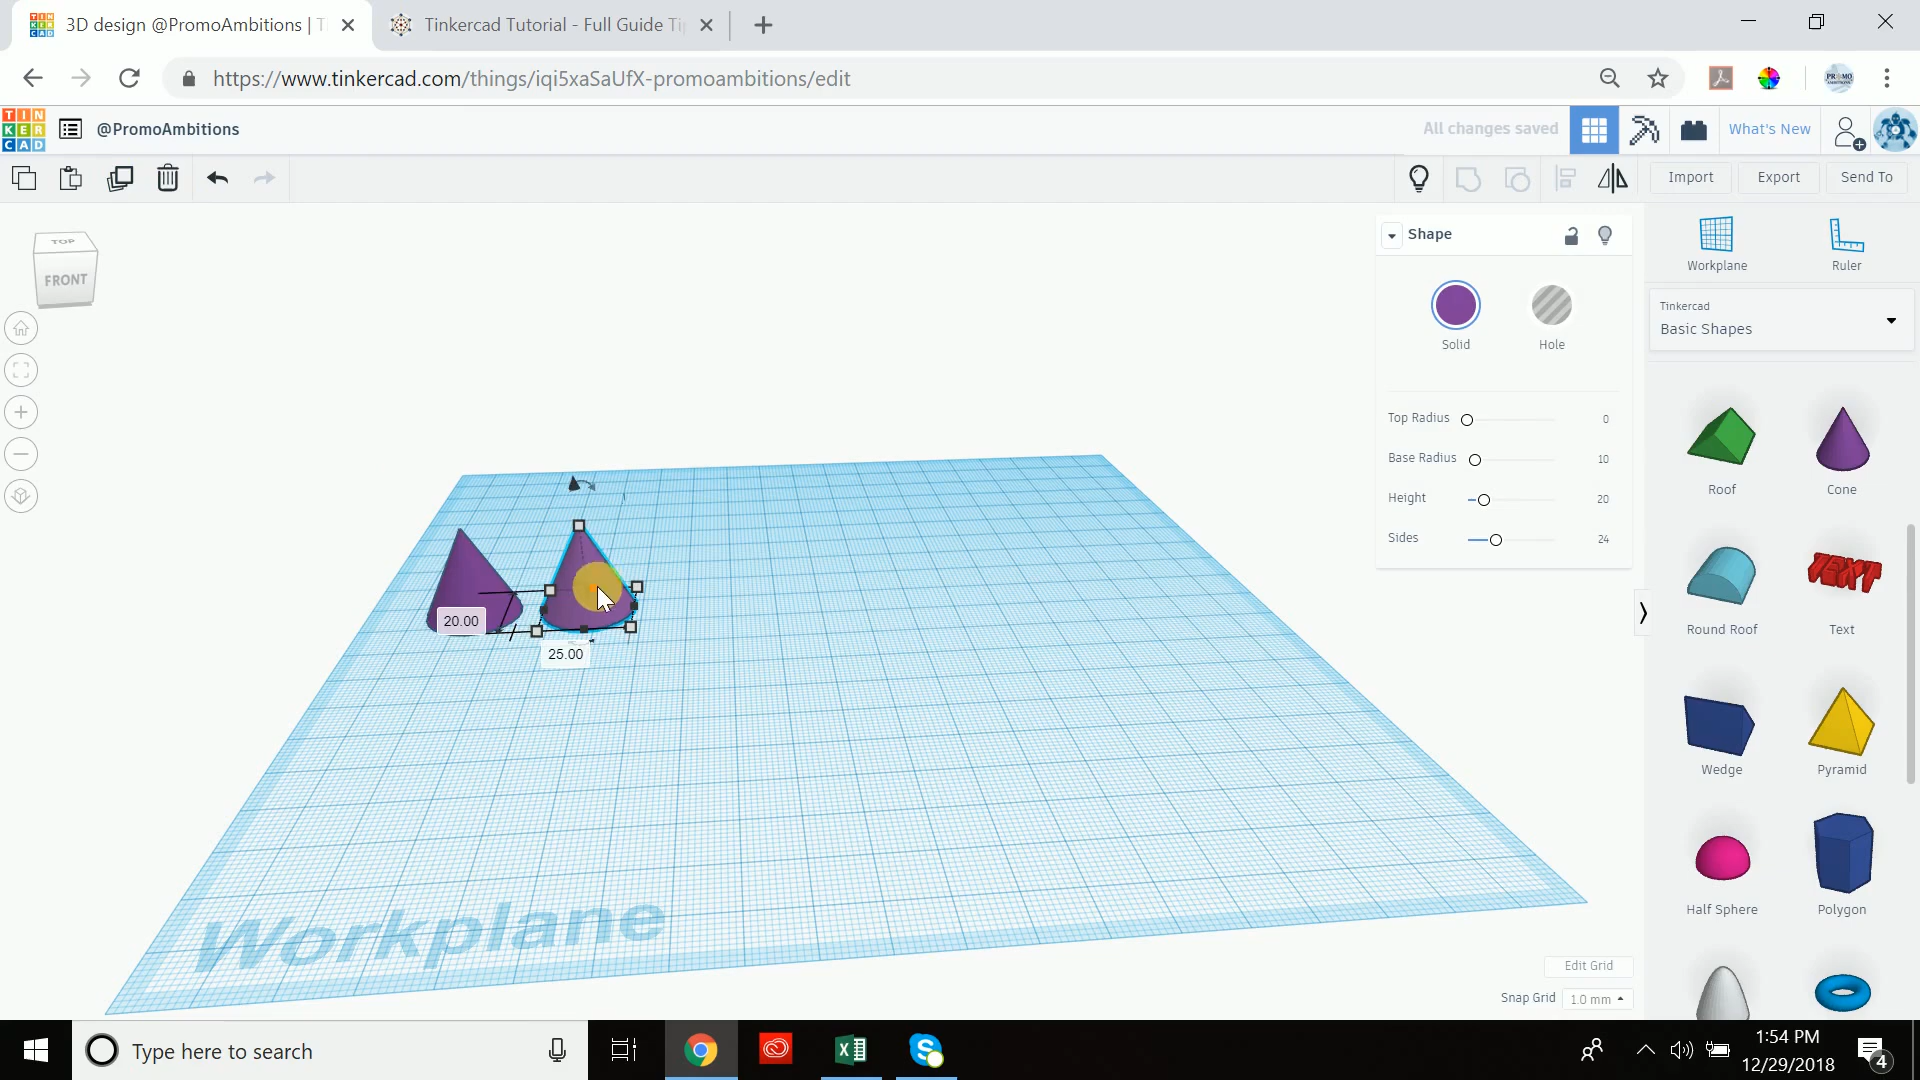 3D design @PromoAmbitions | T
Tinkercad Tutorial - Full Guide Ti
https://www.tinkercad.com/things/iqi5xaSaUfX-promoambitions/edit
PROMO
TIN
KER
CAD
@PromoAmbitions
All changes saved
What's New
Import
Export
Send To
TOP
FRONT
Shape
Solid
Hole
Top Radius 0
Base Radius 10
Height 20
Sides 24
Workplane
Ruler
Tinkercad
Basic Shapes
Roof
Cone
Round Roof
TEXT
Text
Wedge
Pyramid
Half Sphere
Polygon
20.00
25.00
Workplane
Edit Grid
Snap Grid 1.0 mm
Type here to search
1:54 PM
12/29/2018
4